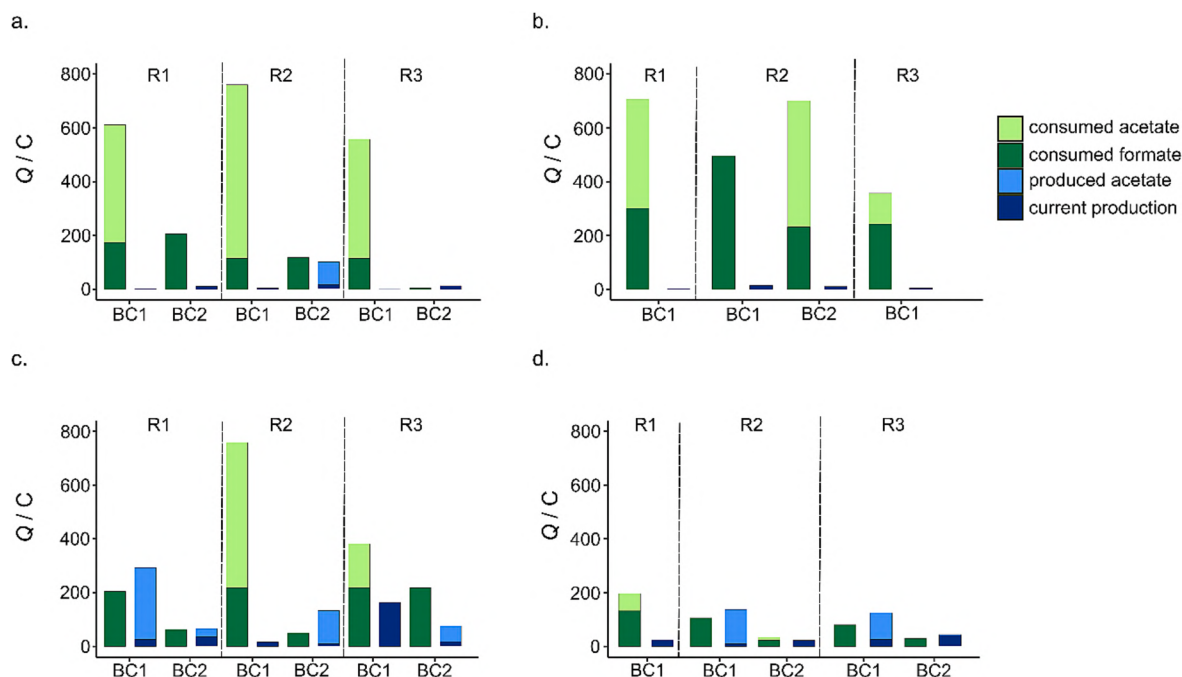 a.
R1 R2 R3
800
600
400
200
0
Q / C
BC1 BC2 BC1 BC2 BC1 BC2
b.
R1 R2 R3
800
600
400
200
0
Q / C
BC1 BC1 BC2 BC1
consumed acetate
consumed formate
produced acetate
current production
c.
R1 R2 R3
800
600
400
200
0
Q / C
BC1 BC2 BC1 BC2 BC1 BC2
d.
R1 R2 R3
800
600
400
200
0
Q / C
BC1 BC1 BC2 BC1 BC2